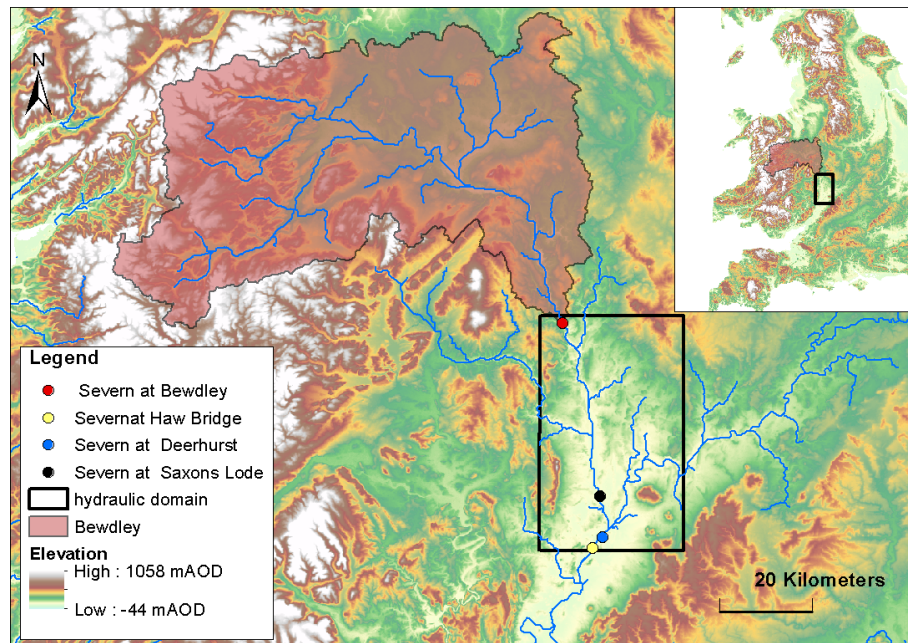 N
Legend
Severn at Bewdley
Severnat Haw Bridge
Severn at Deerhurst
Severn at Saxons Lode
hydraulic domain
Bewdley
Elevation
High : 1058 mAOD
Low : -44 mAOD
20 Kilometers